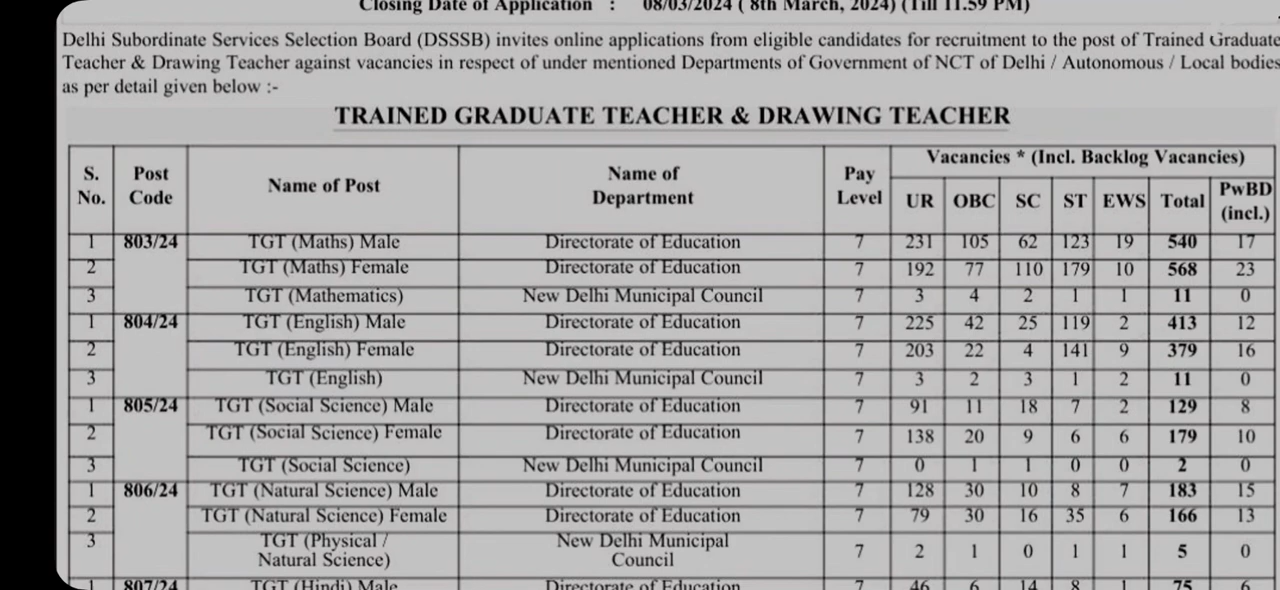 Closing Date of Application : 08/03/2024 ( 8th March, 2024) (Till 11.59 PM)
Delhi Subordinate Services Selection Board (DSSSB) invites online applications from eligible candidates for recruitment to the post of Trained Graduate
Teacher & Drawing Teacher against vacancies in respect of under mentioned Departments of Government of NCT of Delhi / Autonomous / Local bodies
as per detail given below :-
TRAINED GRADUATE TEACHER & DRAWING TEACHER
S. No. Post Code Name of Post Name of Department Pay Level Vacancies * (Incl. Backlog Vacancies)
UR OBC SC ST EWS Total PwBD (incl.)
1 803/24 TGT (Maths) Male Directorate of Education 7 231 105 62 123 19 540 17
2 TGT (Maths) Female Directorate of Education 7 192 77 110 179 10 568 23
3 TGT (Mathematics) New Delhi Municipal Council 7 3 4 2 1 1 11 0
1 804/24 TGT (English) Male Directorate of Education 7 225 42 25 119 2 413 12
2 TGT (English) Female Directorate of Education 7 203 22 4 141 9 379 16
3 TGT (English) New Delhi Municipal Council 7 3 2 3 1 2 11 0
1 805/24 TGT (Social Science) Male Directorate of Education 7 91 11 18 7 2 129 8
2 TGT (Social Science) Female Directorate of Education 7 138 20 9 6 6 179 10
3 TGT (Social Science) New Delhi Municipal Council 7 0 1 1 0 0 2 0
1 806/24 TGT (Natural Science) Male Directorate of Education 7 128 30 10 8 7 183 15
2 TGT (Natural Science) Female Directorate of Education 7 79 30 16 35 6 166 13
3 TGT (Physical / Natural Science) New Delhi Municipal Council 7 2 1 0 1 1 5 0
1 807/24 TGT (Hindi) Male Directorate of Education 7 46 6 14 8 1 75 6